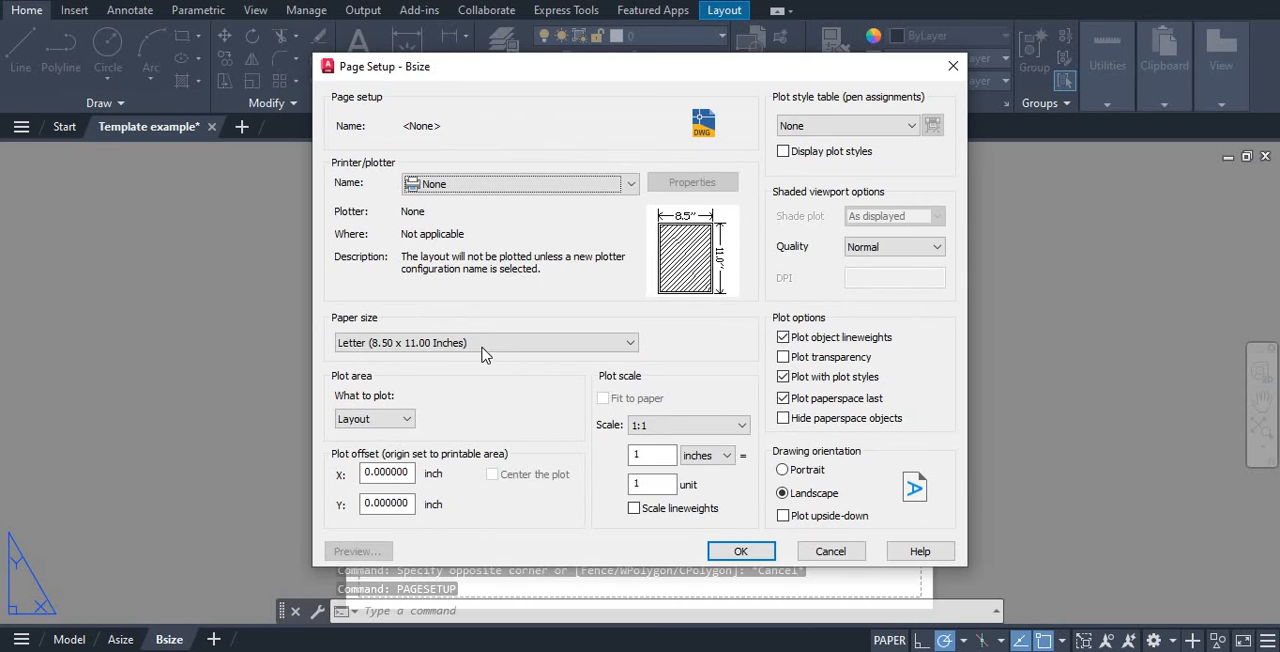 Home Insert Annotate Parametric View Manage Output Add-ins Collaborate Express Tools Featured Apps Layout
Line Polyline Circle Arc
0
ByLayer
Group Utilities Clipboard View
Draw Modify Groups
Start Template example* 
Page Setup - Bsize
Page setup
Name: <None>
DWG
Printer/plotter
Name: None
Properties
Plotter: None
Where: Not applicable
Description: The layout will not be plotted unless a new plotter
configuration name is selected.
8.5"
11.0"
Paper size
Letter (8.50 x 11.00 Inches)
Plot area
What to plot:
Layout
Plot offset (origin set to printable area)
X: 0.000000 inch
Center the plot
Y: 0.000000 inch
Plot scale
Fit to paper
Scale: 1:1
1 inches =
1 unit
Scale lineweights
Plot style table (pen assignments)
None
Display plot styles
Shaded viewport options
Shade plot As displayed
Quality Normal
DPI
Plot options
Plot object lineweights
Plot transparency
Plot with plot styles
Plot paperspace last
Hide paperspace objects
Drawing orientation
Portrait
Landscape
A
Plot upside-down
Preview... OK Cancel Help
Command: Specify opposite corner or [Fence/WPolygon/CPolygon]: *Cancel*
Command: PAGESETUP
Type a command
Y
X
Model Asize Bsize
PAPER